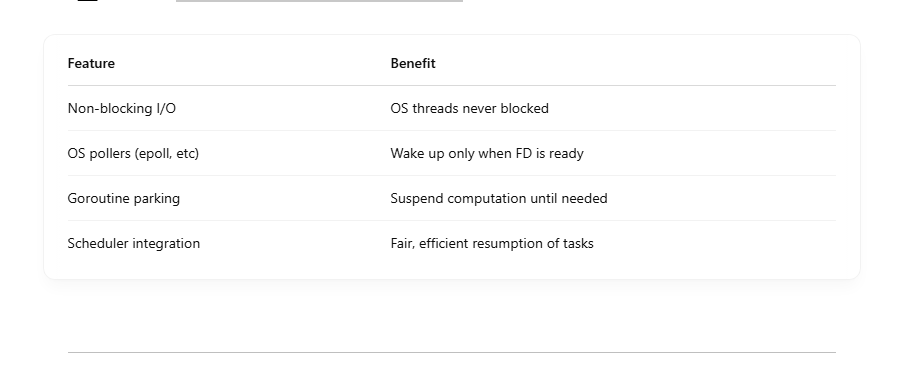 Feature Benefit
Non-blocking I/O OS threads never blocked
OS pollers (epoll, etc) Wake up only when FD is ready
Goroutine parking Suspend computation until needed
Scheduler integration Fair, efficient resumption of tasks